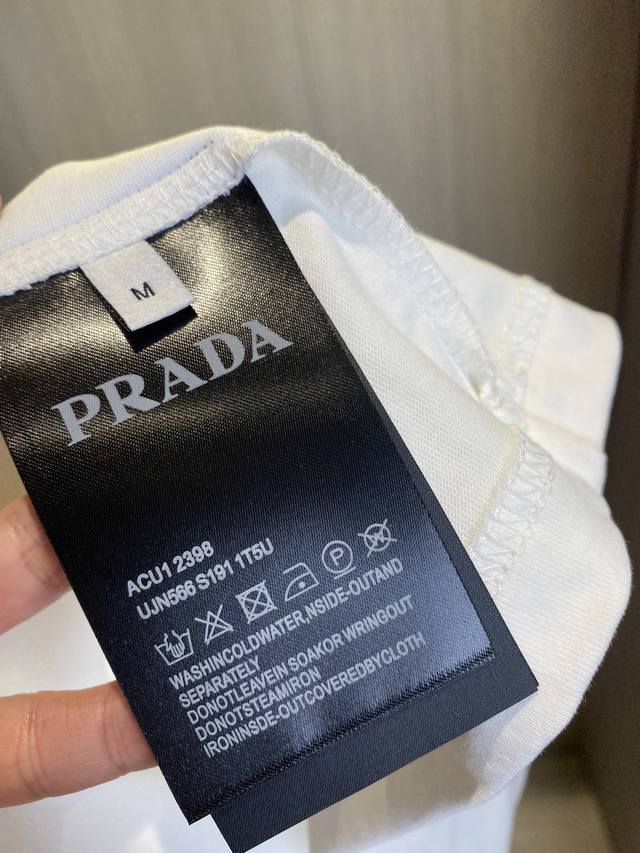 M
PRADA
ACU1 2398
UJN566 S191 1T5U
P
WASHINCOLDWATER,NSIDE-OUTAND
SEPARATELY
DONOTLEAVEIN SOAKOR WRINGOUT
DONOTSTEAMIRON
IRONINSDE-OUTCOVEREDBYCLOTH